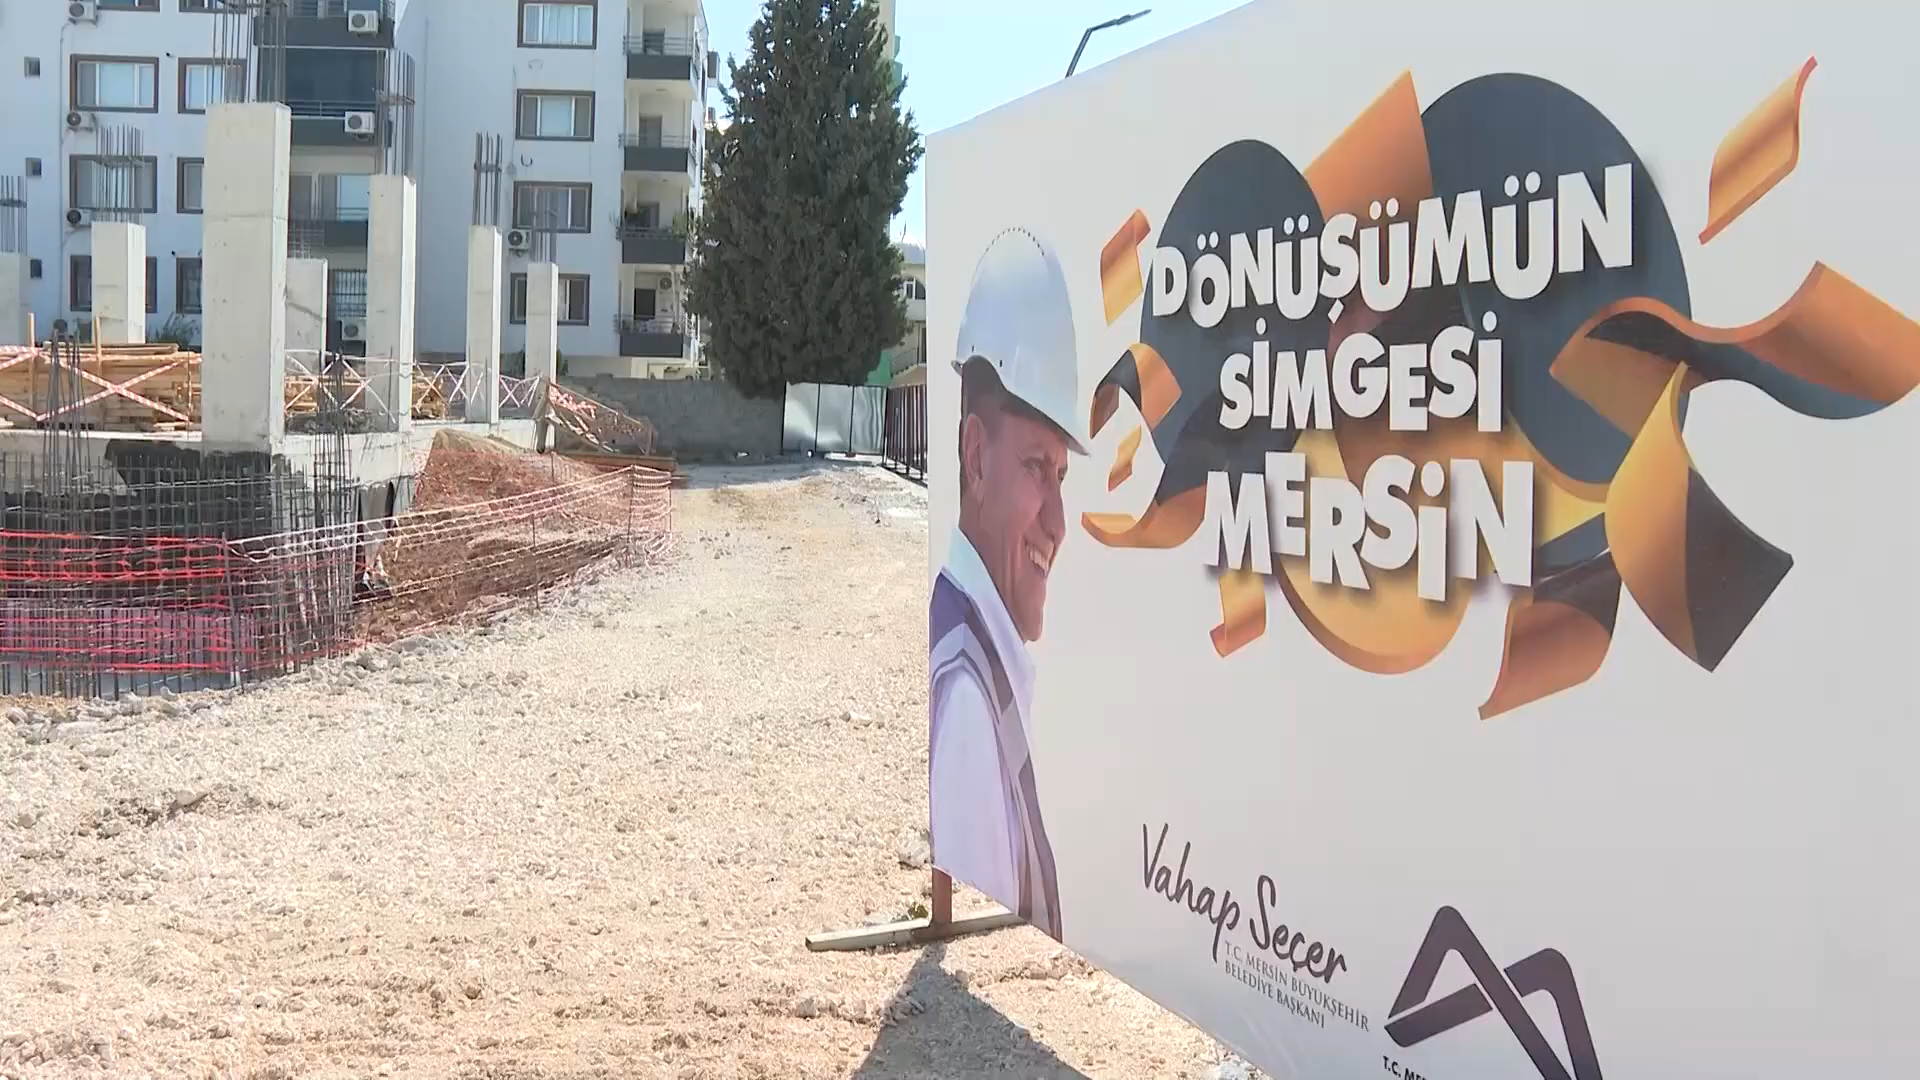 DÖNÜŞÜMÜN
SİMGESİ
MERSİN
Vahap Seçer
T.C. MERSİN BÜYÜKŞEHİR
BELEDİYE BAŞKANI
T.C.